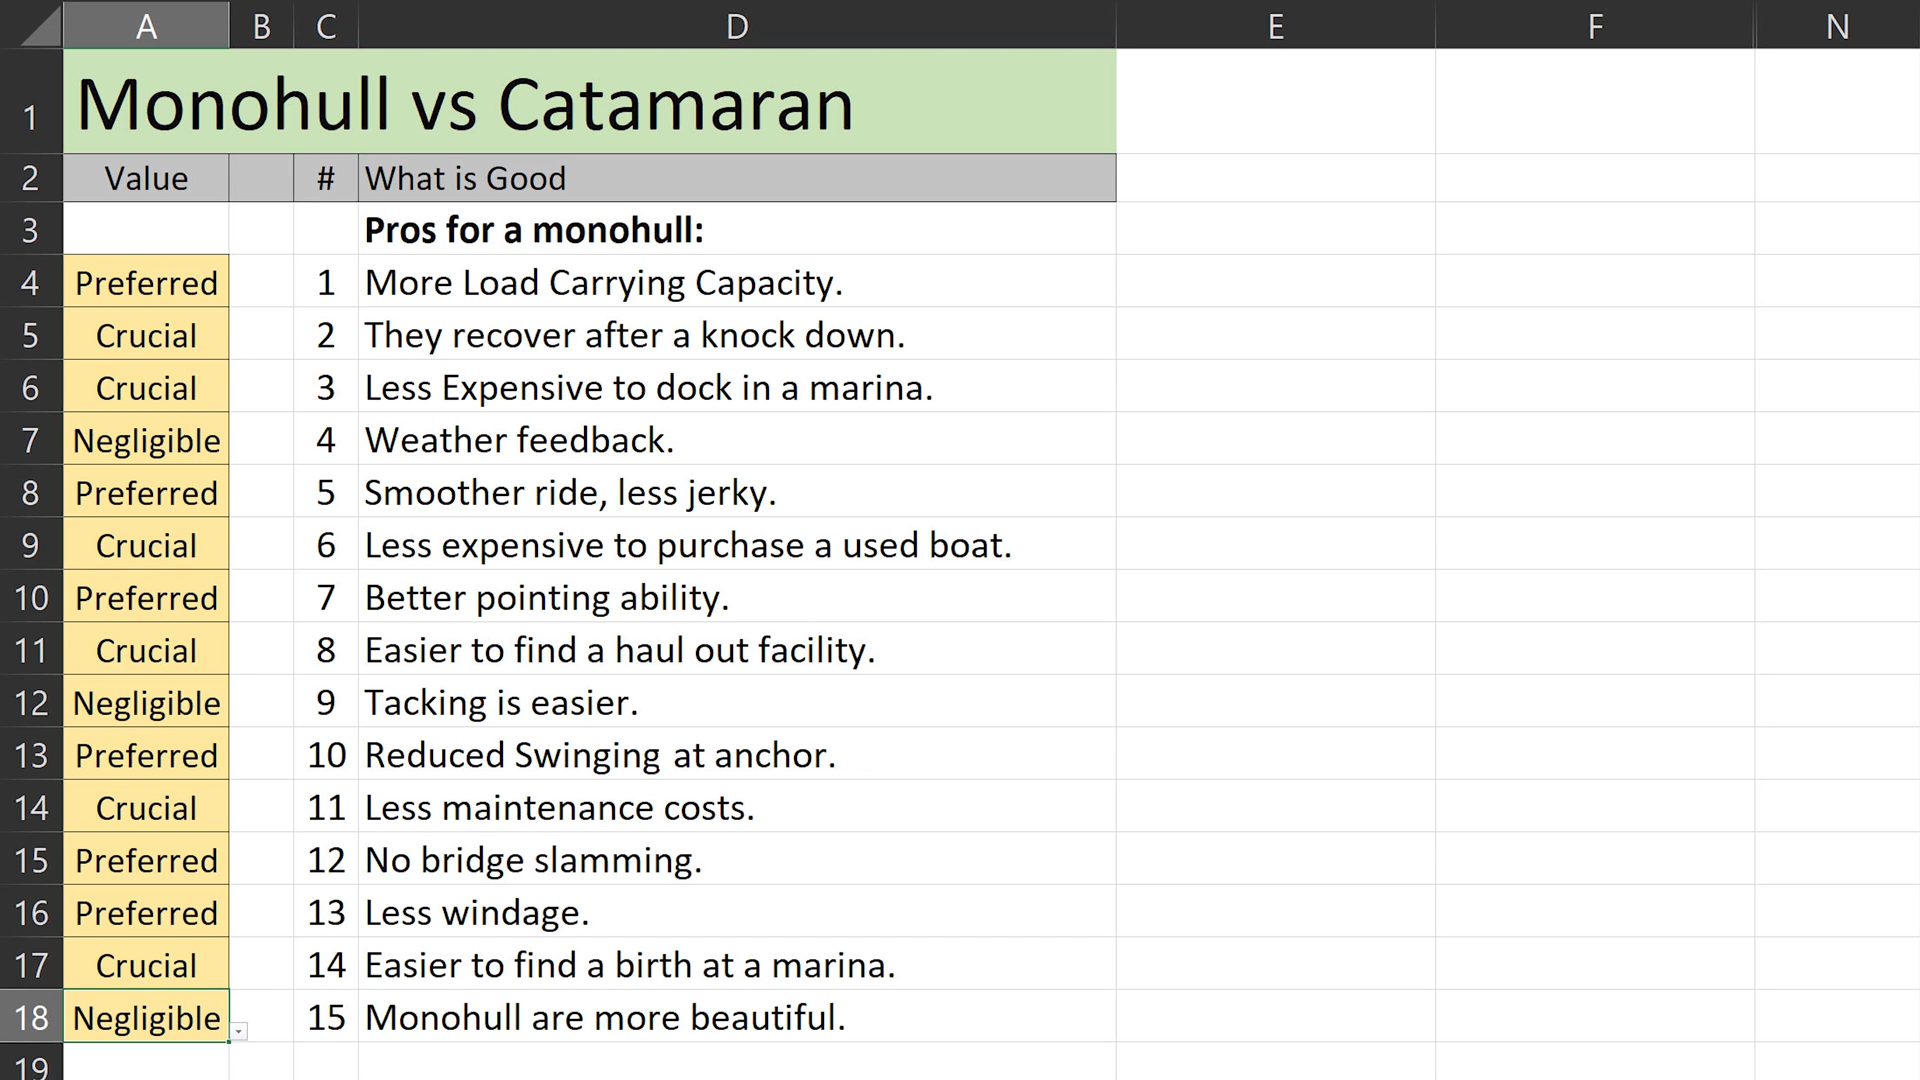 A B C D E F N
1 Monohull vs Catamaran
2 Value # What is Good
3 Pros for a monohull:
4 Preferred 1 More Load Carrying Capacity.
5 Crucial 2 They recover after a knock down.
6 Crucial 3 Less Expensive to dock in a marina.
7 Negligible 4 Weather feedback.
8 Preferred 5 Smoother ride, less jerky.
9 Crucial 6 Less expensive to purchase a used boat.
10 Preferred 7 Better pointing ability.
11 Crucial 8 Easier to find a haul out facility.
12 Negligible 9 Tacking is easier.
13 Preferred 10 Reduced Swinging at anchor.
14 Crucial 11 Less maintenance costs.
15 Preferred 12 No bridge slamming.
16 Preferred 13 Less windage.
17 Crucial 14 Easier to find a birth at a marina.
18 Negligible 15 Monohull are more beautiful.
19